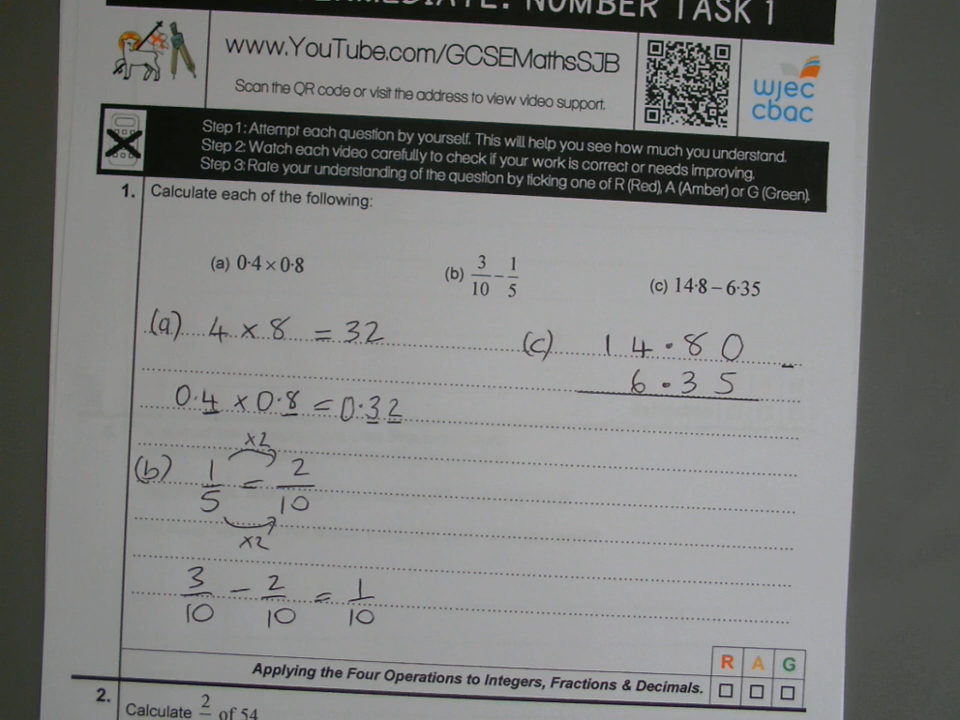 NUMBER TASK 1
www.YouTube.com/GCSEMathsSJB
Scan the QR code or visit the address to view video support.
wjec
cbac
Step 1: Attempt each question by yourself. This will help you see how much you understand.
Step 2: Watch each video carefully to check if your work is correct or needs improving.
Step 3: Rate your understanding of the question by ticking one of R (Red), A (Amber) or G (Green).
1. Calculate each of the following:
(a) 0·4 × 0·8 (b) 3/10 − 1/5 (c) 14·8 – 6·35
(a) 4 × 8 = 32
(c) 14·80 −
6·35
0·4 × 0·8 = 0·32
×2
(b) 1/5 = 2/10
×2
3/10 − 2/10 = 1/10
R A G
Applying the Four Operations to Integers, Fractions & Decimals.
2. Calculate 2/ of 54